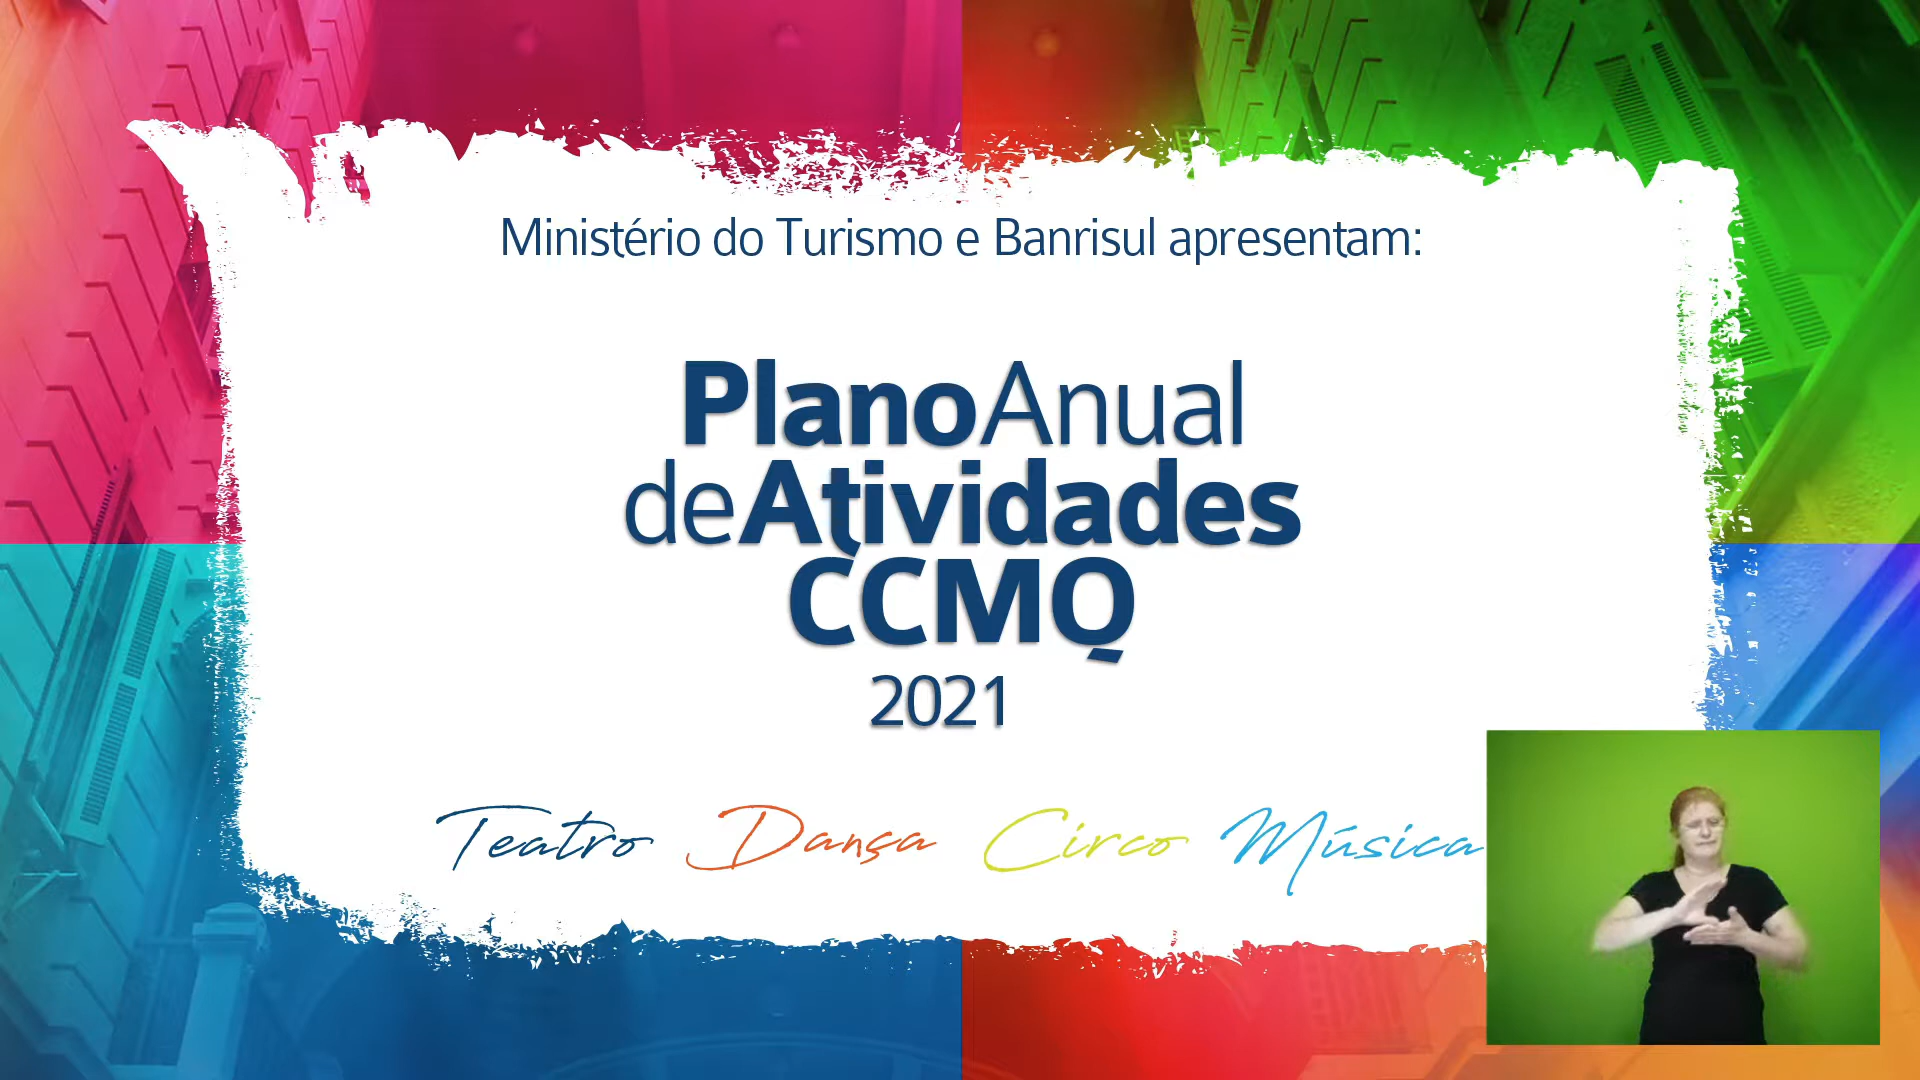 Ministério do Turismo e Banrisul apresentam:
PlanoAnual
deAtividades
CCMQ
2021
Teatro Dança Circo Música